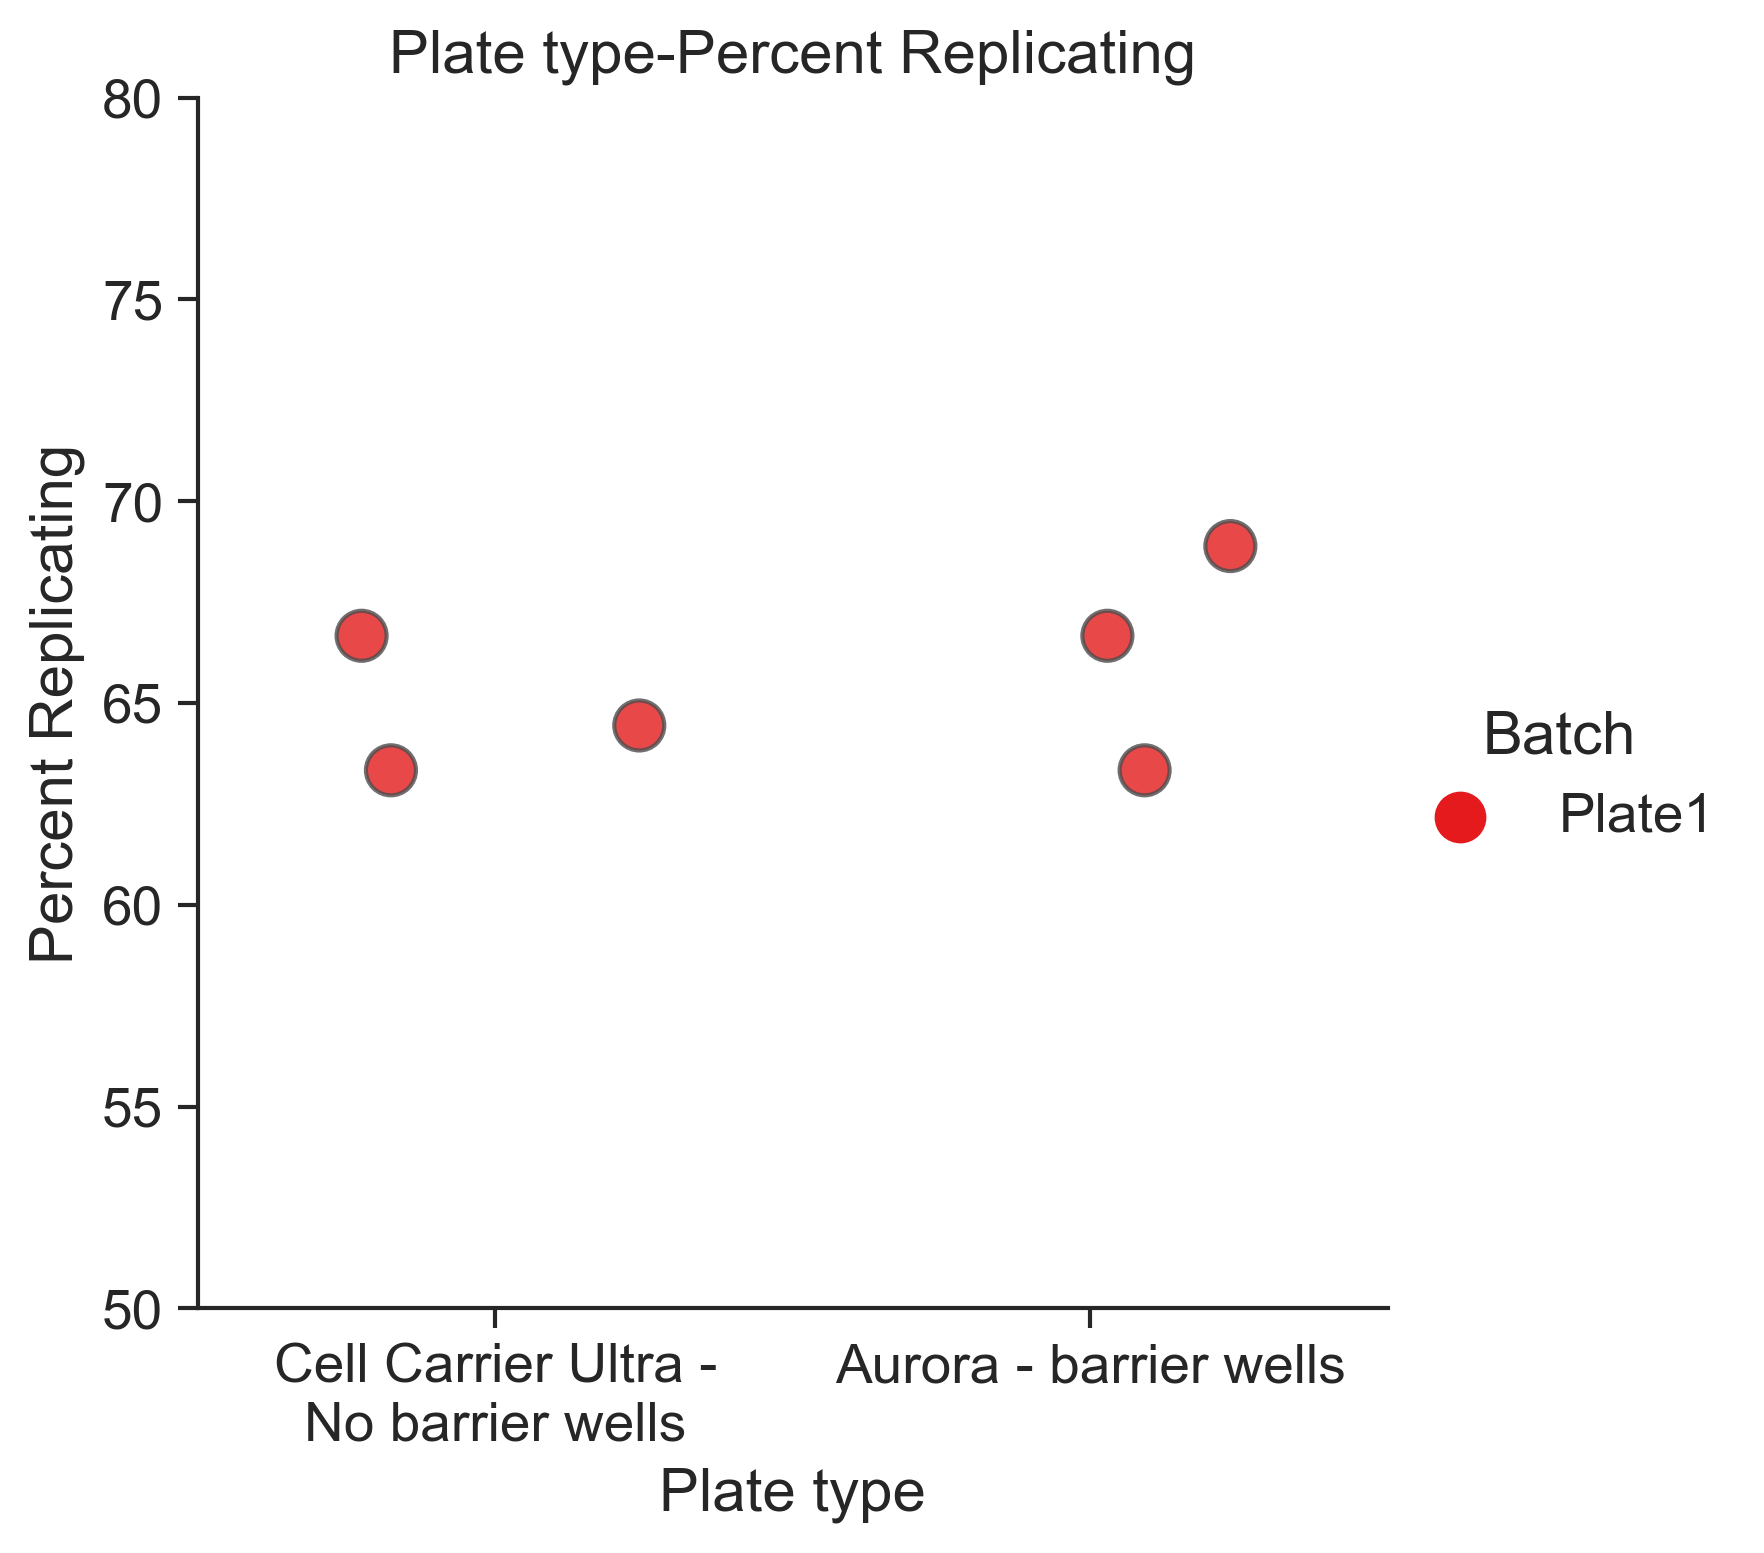 Plate type-Percent Replicating
80
75
70
65
60
55
50
Percent Replicating
Cell Carrier Ultra -
No barrier wells
Aurora - barrier wells
Plate type
Batch
Plate1